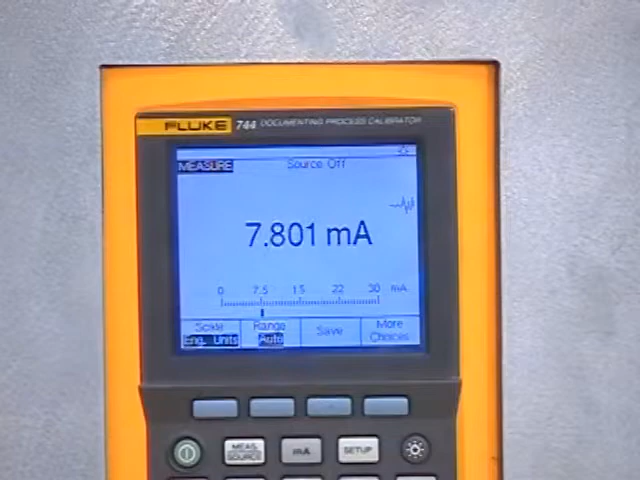 FLUKE 744 DOCUMENTING PROCESS CALIBRATOR
MEASURE Source Off
7.801 mA
0 7.5 15 22 30 mA
Scale Range Save More
Eng. Units Auto Choices
MEAS SOURCE mA SETUP